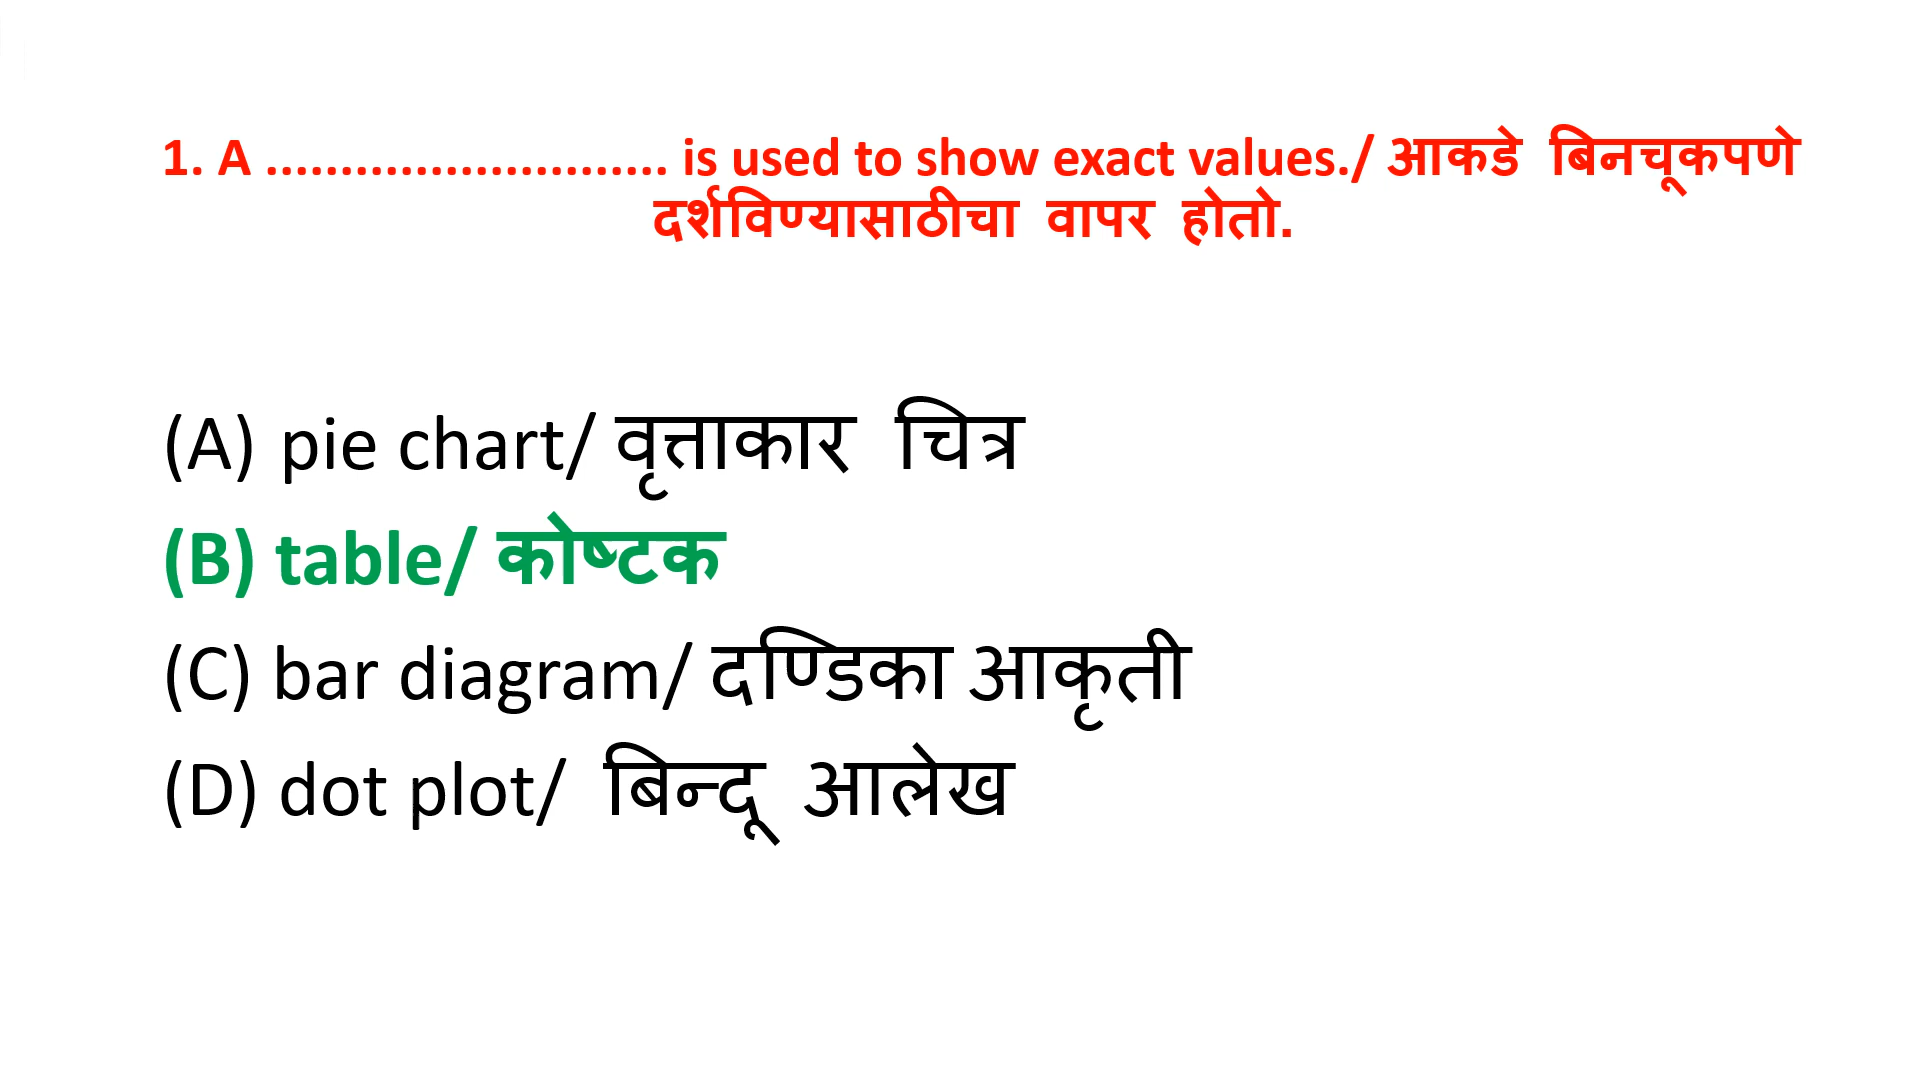 1. A ........................... is used to show exact values./ आकडे बिनचूकपणे
दर्शविण्यासाठीचा वापर होतो.
(A) pie chart/ वृत्ताकार चित्र
(B) table/ कोष्टक
(C) bar diagram/ दण्डिका आकृती
(D) dot plot/ बिन्दू आलेख